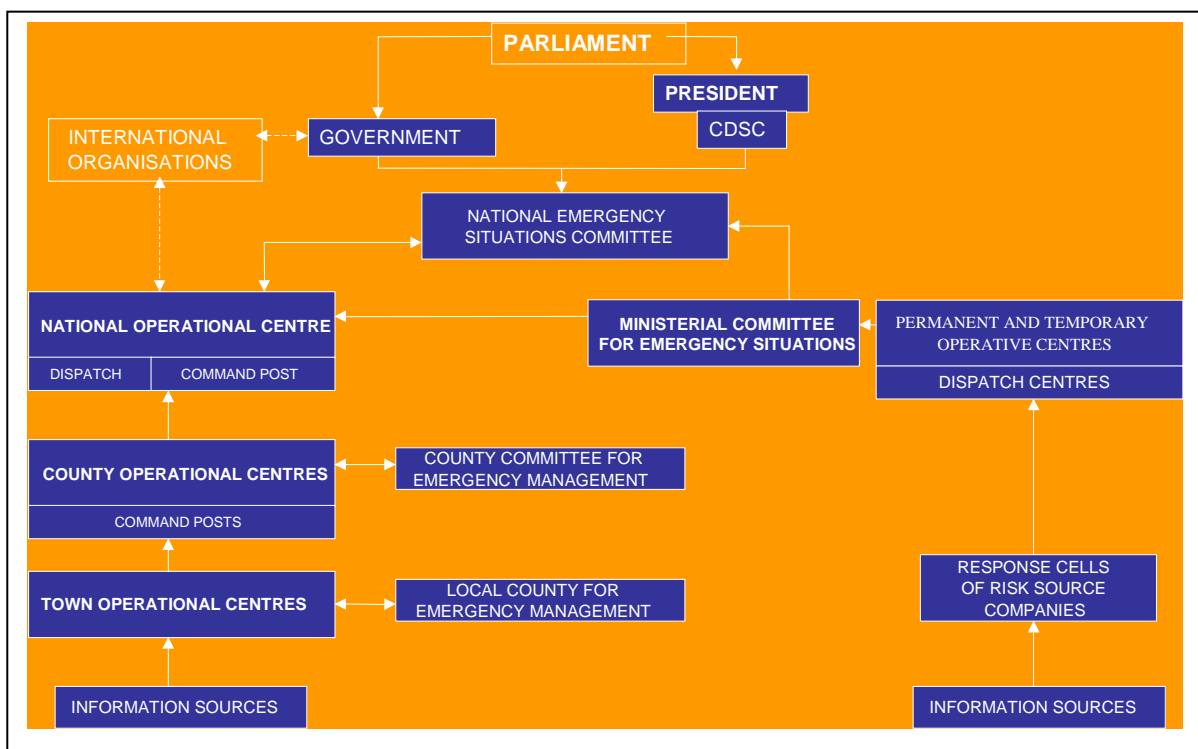 PARLIAMENT
PRESIDENT
CDSC
INTERNATIONAL
ORGANISATIONS
GOVERNMENT
NATIONAL EMERGENCY
SITUATIONS COMMITTEE
NATIONAL OPERATIONAL CENTRE
DISPATCH
COMMAND POST
MINISTERIAL COMMITTEE
FOR EMERGENCY SITUATIONS
PERMANENT AND TEMPORARY
OPERATIVE CENTRES
DISPATCH CENTRES
COUNTY OPERATIONAL CENTRES
COMMAND POSTS
COUNTY COMMITTEE FOR
EMERGENCY MANAGEMENT
TOWN OPERATIONAL CENTRES
LOCAL COUNTY FOR
EMERGENCY MANAGEMENT
RESPONSE CELLS
OF RISK SOURCE
COMPANIES
INFORMATION SOURCES
INFORMATION SOURCES